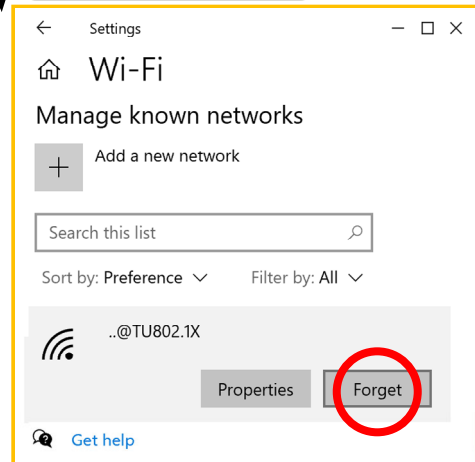 Settings
Wi-Fi
Manage known networks
Add a new network
Search this list
Sort by: Preference Filter by: All
..@TU802.1X
Properties Forget
Get help